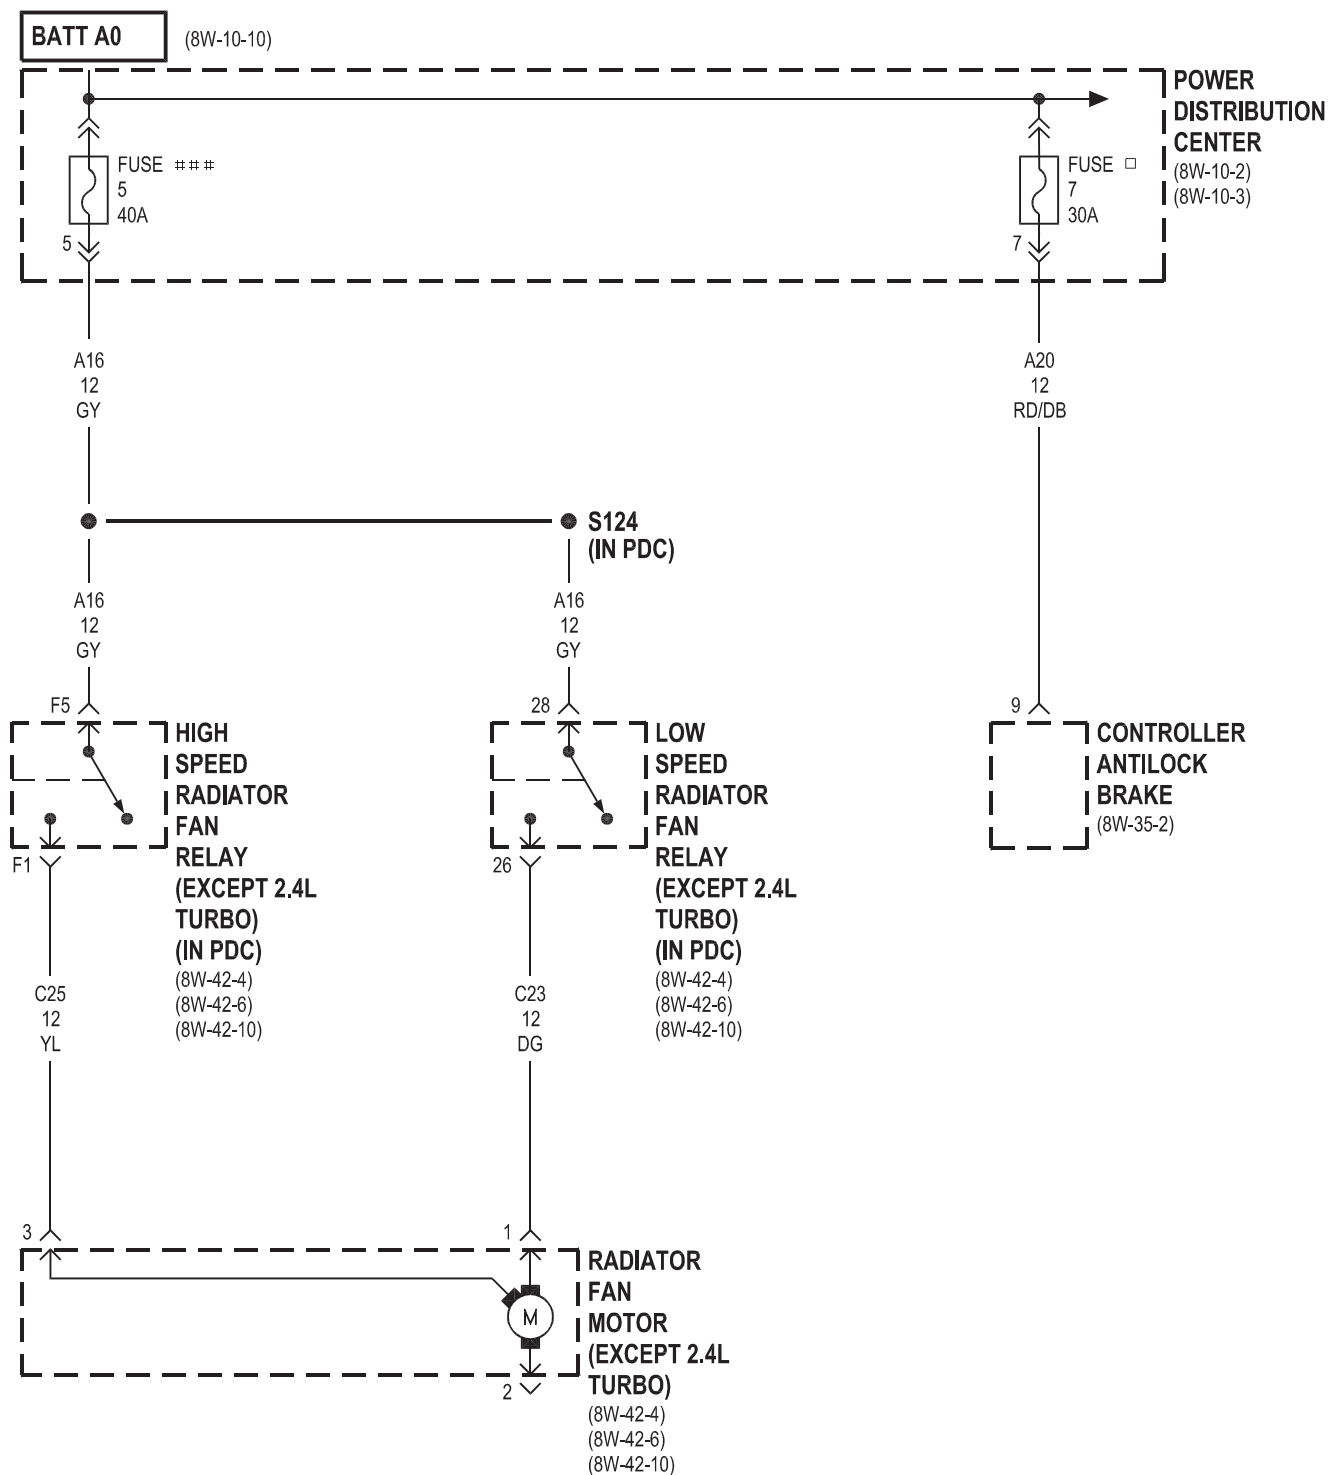 BATT A0
(8W-10-10)
POWER
DISTRIBUTION
CENTER
(8W-10-2)
(8W-10-3)
FUSE ###
5
40A
5
FUSE □
7
30A
7
A16
12
GY
A20
12
RD/DB
S124
(IN PDC)
A16
12
GY
A16
12
GY
F5
HIGH
SPEED
RADIATOR
FAN
RELAY
(EXCEPT 2.4L
TURBO)
(IN PDC)
(8W-42-4)
(8W-42-6)
(8W-42-10)
F1
28
LOW
SPEED
RADIATOR
FAN
RELAY
(EXCEPT 2.4L
TURBO)
(IN PDC)
(8W-42-4)
(8W-42-6)
(8W-42-10)
26
9
CONTROLLER
ANTILOCK
BRAKE
(8W-35-2)
C25
12
YL
C23
12
DG
3
1
M
2
RADIATOR
FAN
MOTOR
(EXCEPT 2.4L
TURBO)
(8W-42-4)
(8W-42-6)
(8W-42-10)